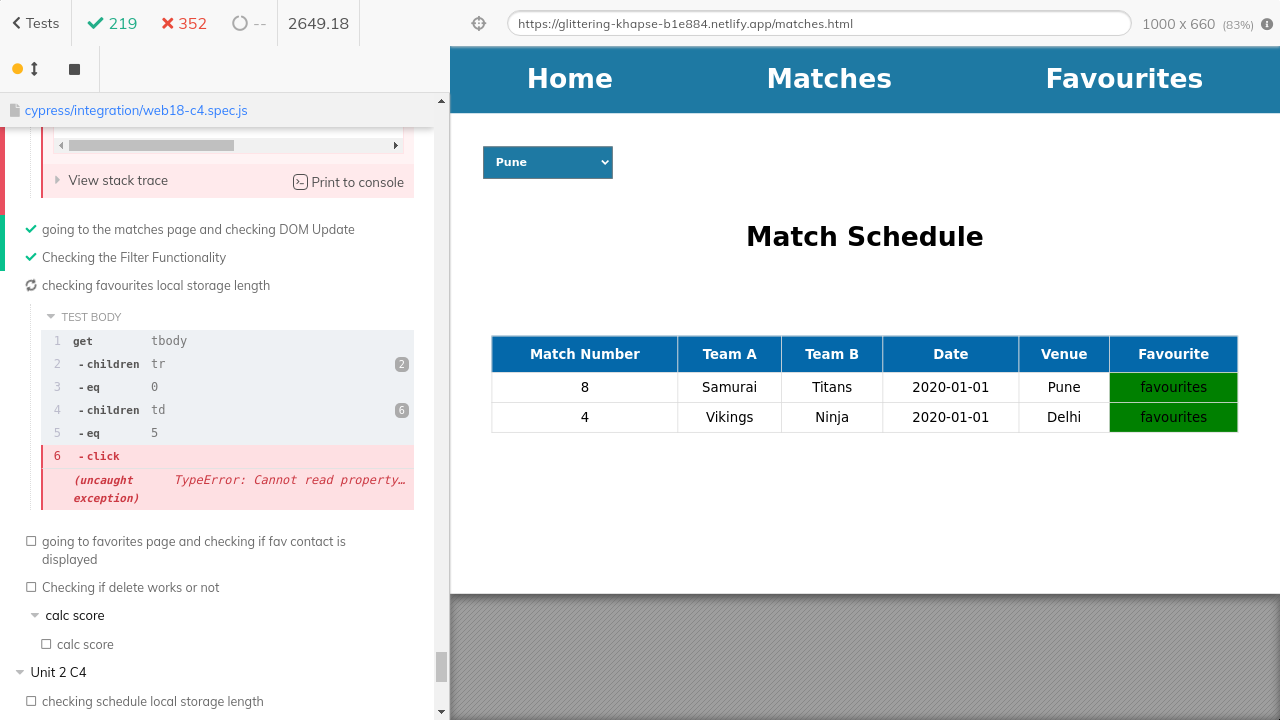 Tests
219
352
--
2649.18
cypress/integration/web18-c4.spec.js
View stack trace
Print to console
going to the matches page and checking DOM Update
Checking the Filter Functionality
checking favourites local storage length
TEST BODY
1 get tbody
2 -children tr 2
3 -eq 0
4 -children td 6
5 -eq 5
6 -click
(uncaught exception) TypeError: Cannot read property…
going to favorites page and checking if fav contact is
displayed
Checking if delete works or not
calc score
calc score
Unit 2 C4
checking schedule local storage length
https://glittering-khapse-b1e884.netlify.app/matches.html
1000 x 660 (83%)
Home Matches Favourites
Pune
Match Schedule
Match Number Team A Team B Date Venue Favourite
8 Samurai Titans 2020-01-01 Pune favourites
4 Vikings Ninja 2020-01-01 Delhi favourites